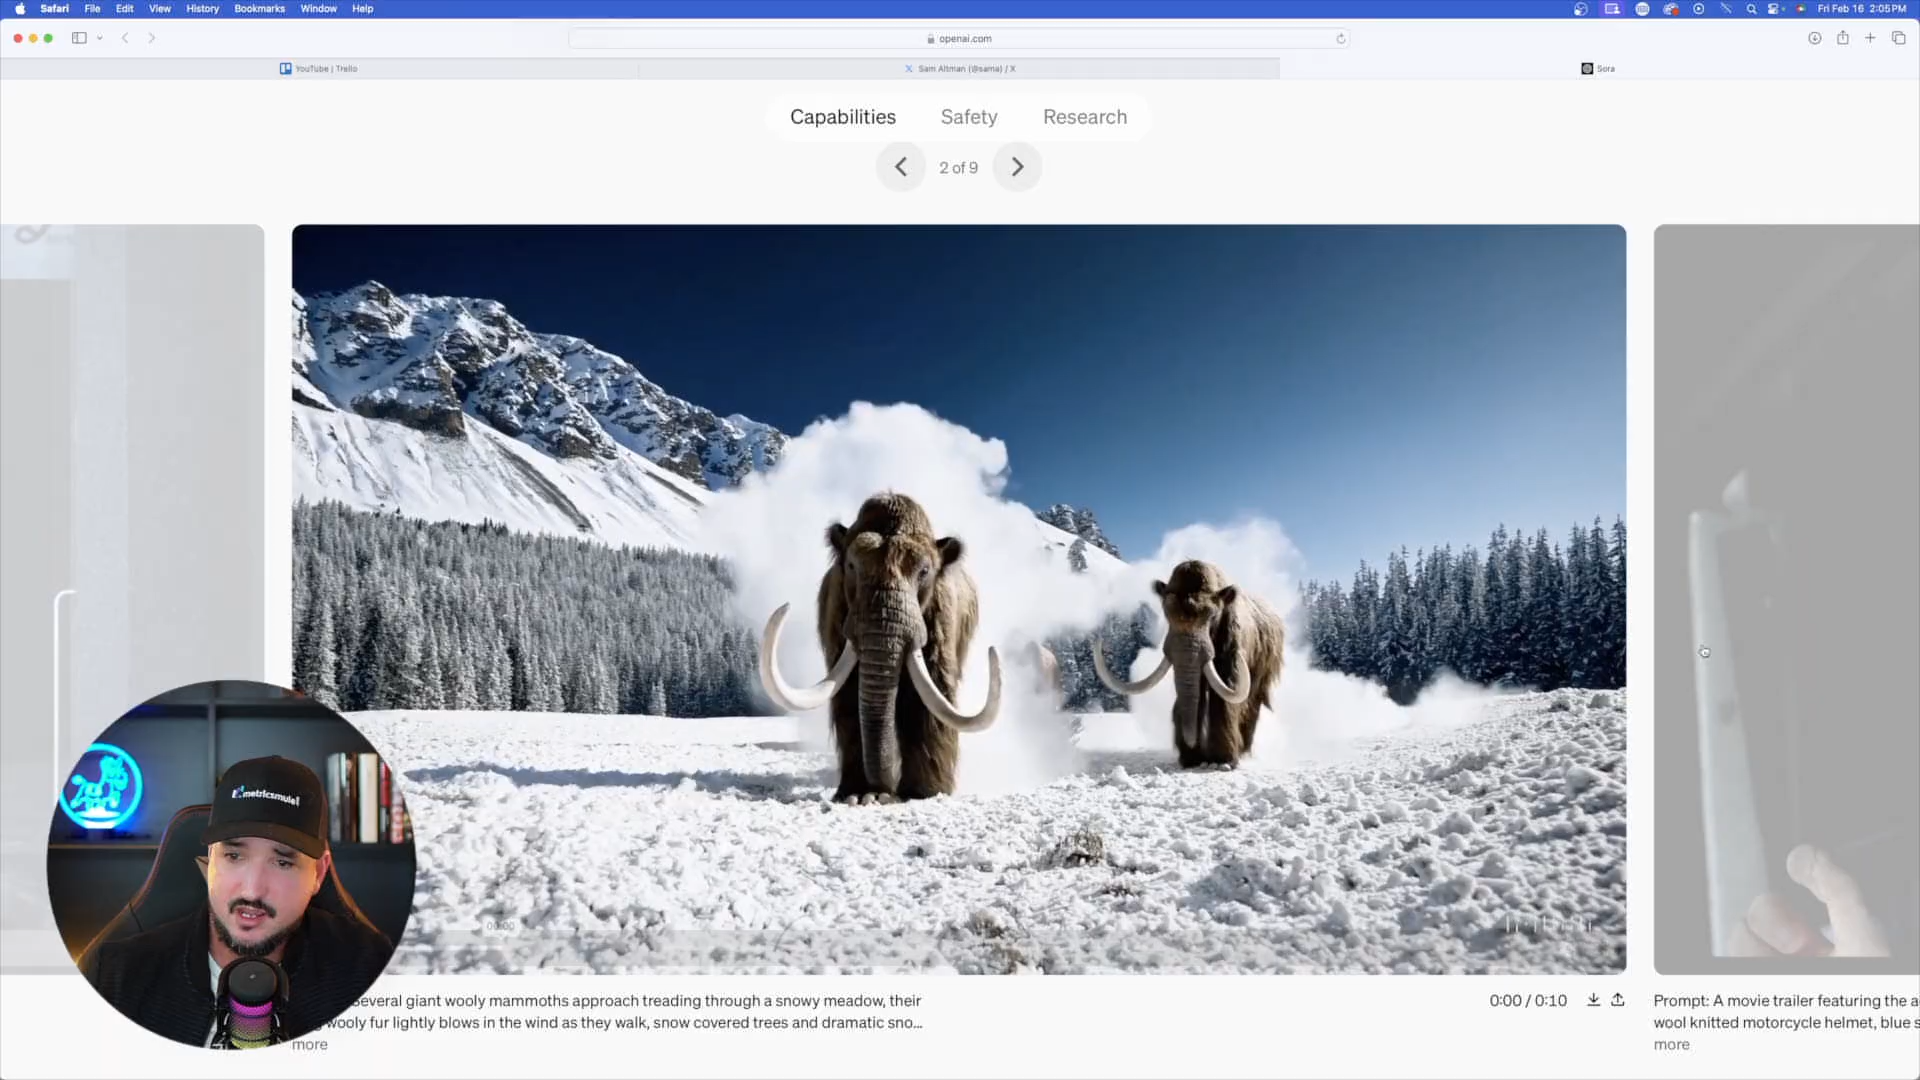 Safari File Edit View History Bookmarks Window Help
Fri Feb 16 2:05 PM
openai.com
YouTube | Trello
Sam Altman (@sama) / X
Sora
Capabilities Safety Research
2 of 9
metricsmule
00:00
everal giant wooly mammoths approach treading through a snowy meadow, their
wooly fur lightly blows in the wind as they walk, snow covered trees and dramatic sno...
more
0:00 / 0:10
Prompt: A movie trailer featuring the a
wool knitted motorcycle helmet, blue s
more